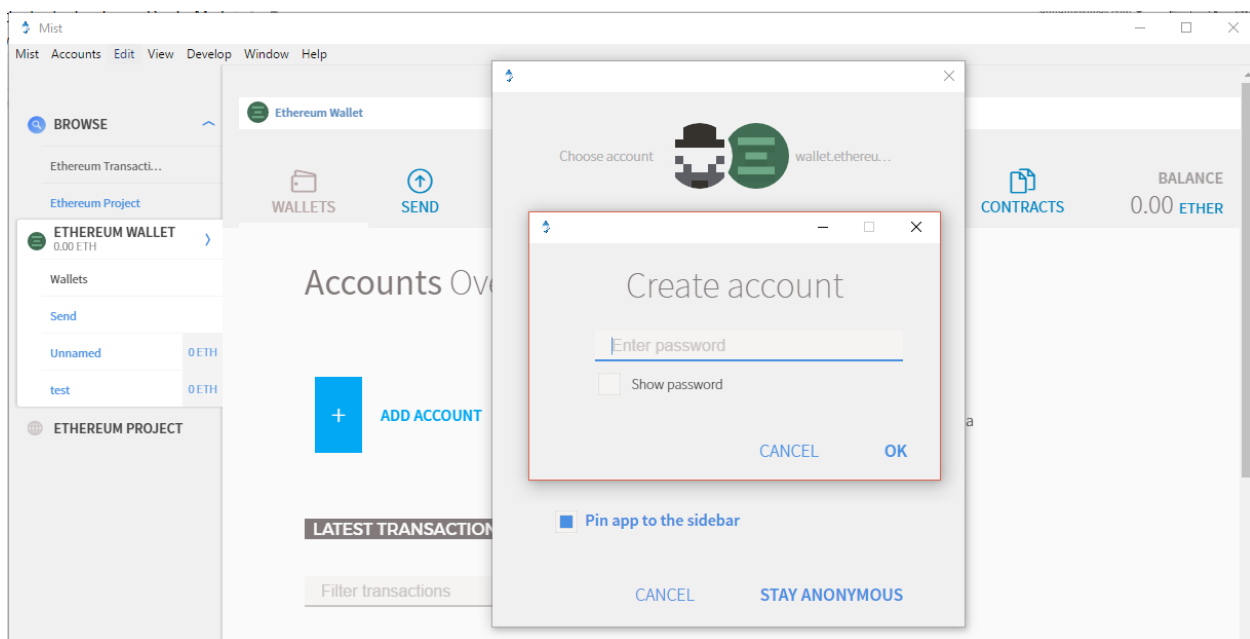 Mist
Mist Accounts Edit View Develop Window Help
BROWSE
Ethereum Transacti...
Ethereum Project
ETHEREUM WALLET
0.00 ETH
Wallets
Send
Unnamed 0 ETH
test 0 ETH
ETHEREUM PROJECT
Ethereum Wallet
WALLETS
SEND
CONTRACTS
BALANCE
0.00 ETHER
Accounts Ove
ADD ACCOUNT
a
LATEST TRANSACTION
Filter transactions
Choose account
wallet.ethereu...
Create account
Enter password
Show password
CANCEL OK
Pin app to the sidebar
CANCEL STAY ANONYMOUS